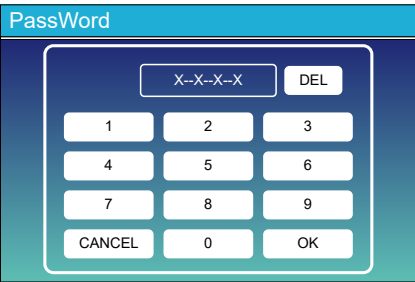 PassWord
X--X--X--X DEL
1 2 3
4 5 6
7 8 9
CANCEL 0 OK